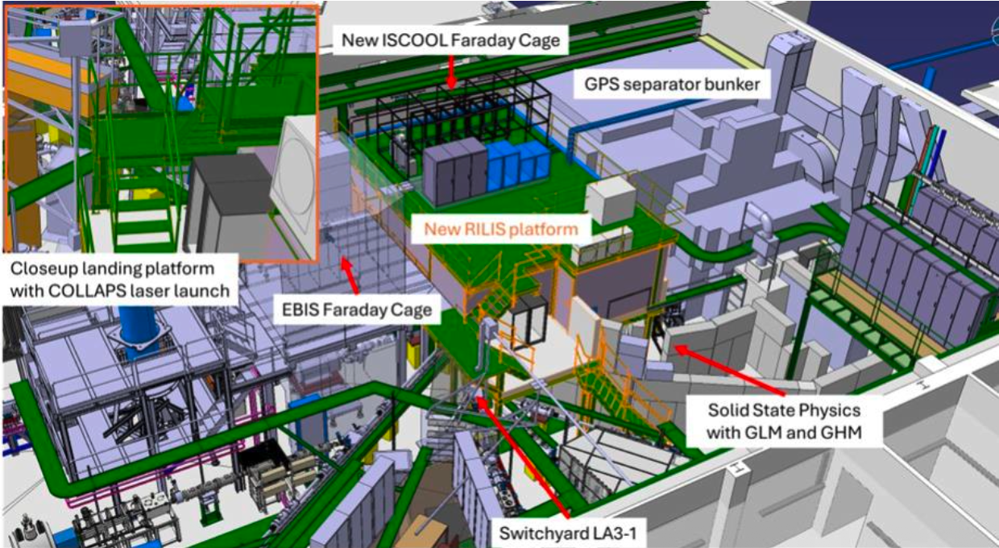 New ISCOOL Faraday Cage
GPS separator bunker
New RILIS platform
Closeup landing platform
with COLLAPS laser launch
EBIS Faraday Cage
Solid State Physics
with GLM and GHM
Switchyard LA3-1